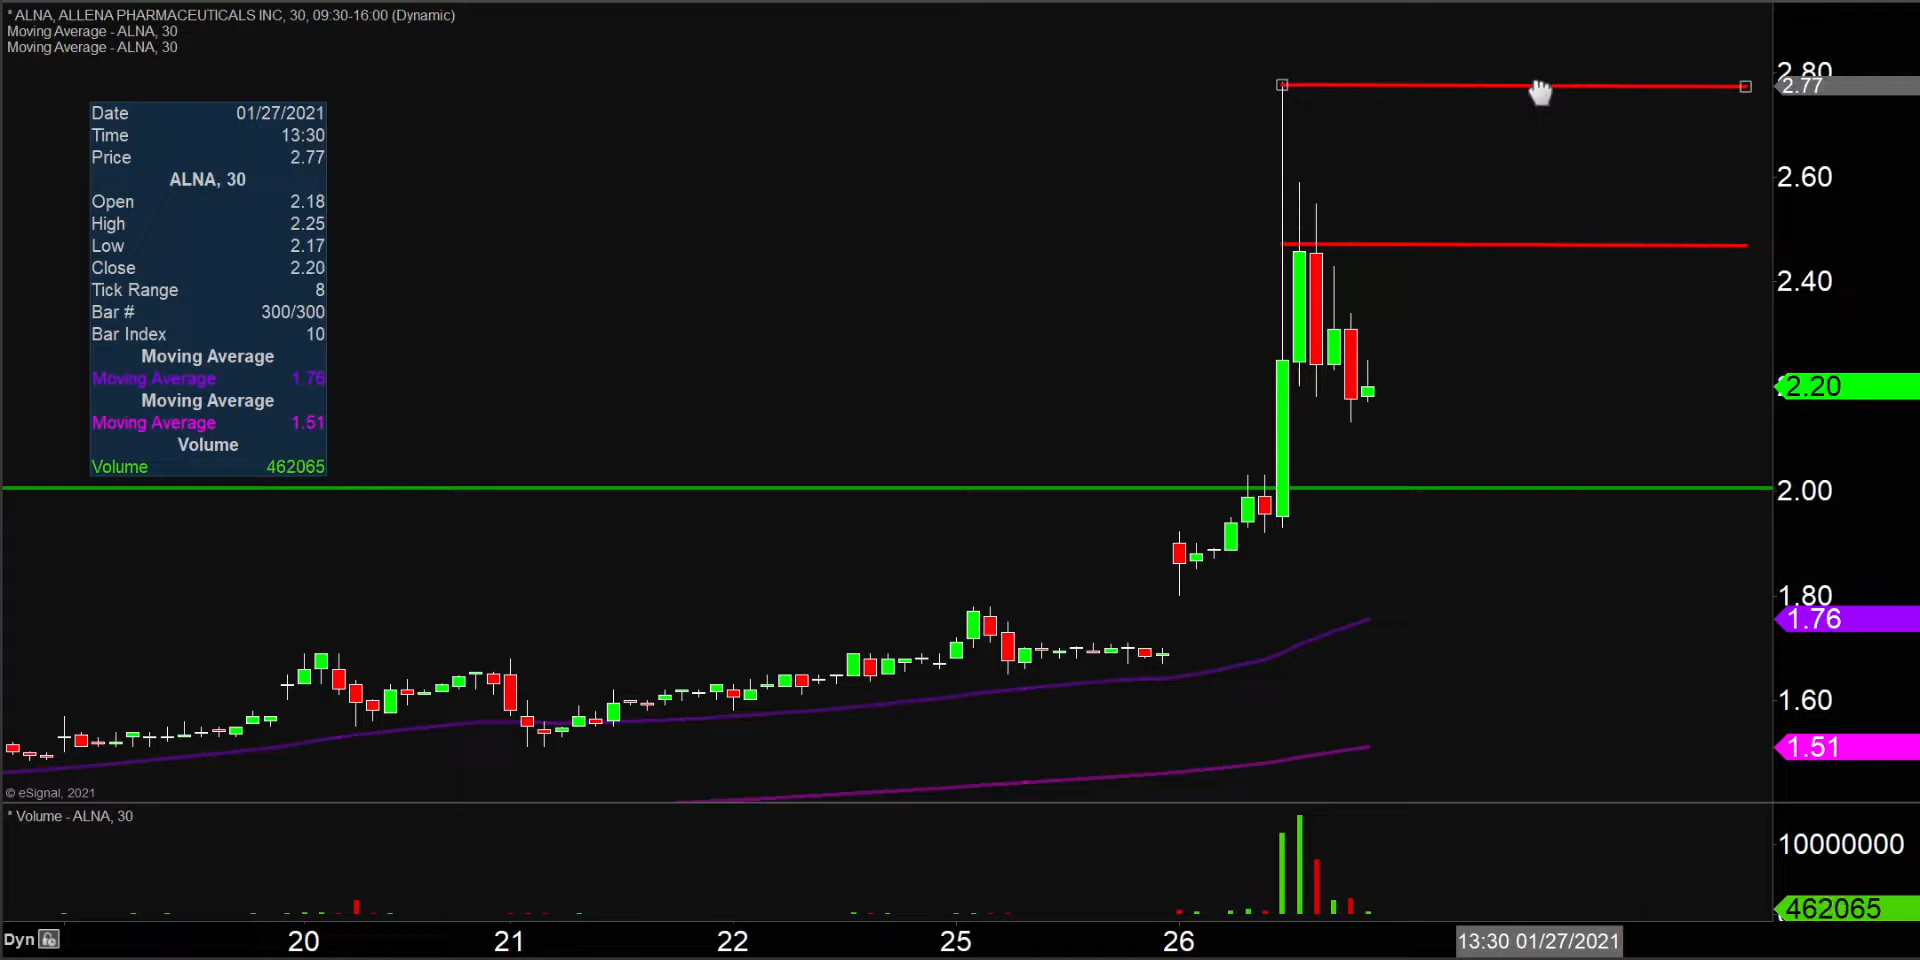 * ALNA, ALLENA PHARMACEUTICALS INC, 30, 09:30-16:00 (Dynamic)
Moving Average - ALNA, 30
Moving Average - ALNA, 30
Date 01/27/2021
Time 13:30
Price 2.77
ALNA, 30
Open 2.18
High 2.25
Low 2.17
Close 2.20
Tick Range 8
Bar # 300/300
Bar Index 10
Moving Average
Moving Average 1.76
Moving Average
Moving Average 1.51
Volume
Volume 462065
2.80
2.77
2.60
2.40
2.20
2.00
1.80
1.76
1.60
1.51
© eSignal, 2021
* Volume - ALNA, 30
10000000
462065
Dyn 20 21 22 25 26 13:30 01/27/2021